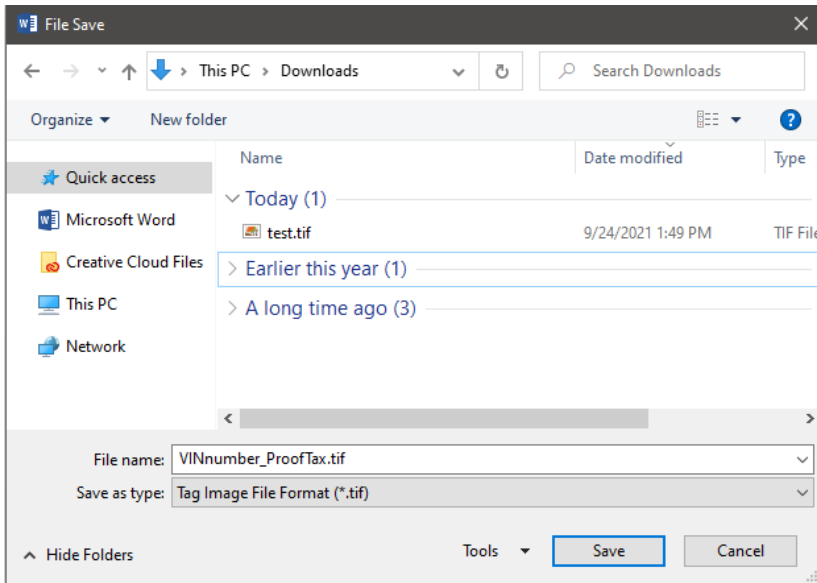 File Save
This PC > Downloads
Search Downloads
Organize
New folder
Name
Date modified
Type
Quick access
Microsoft Word
Creative Cloud Files
This PC
Network
Today (1)
test.tif
9/24/2021 1:49 PM
TIF File
Earlier this year (1)
A long time ago (3)
File name: VINnumber_ProofTax.tif
Save as type: Tag Image File Format (*.tif)
Hide Folders
Tools
Save
Cancel